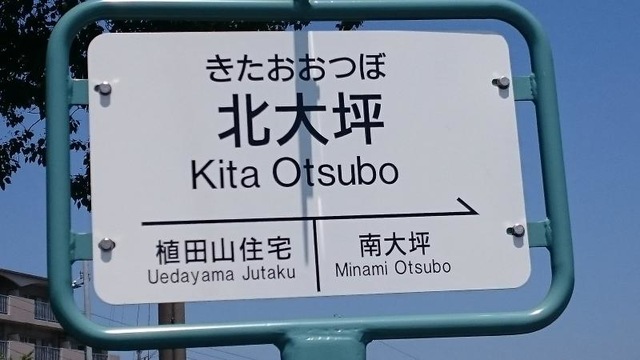 きたおおつぼ
北大坪
Kita Otsubo
植田山住宅 南大坪
Uedayama Jutaku Minami Otsubo